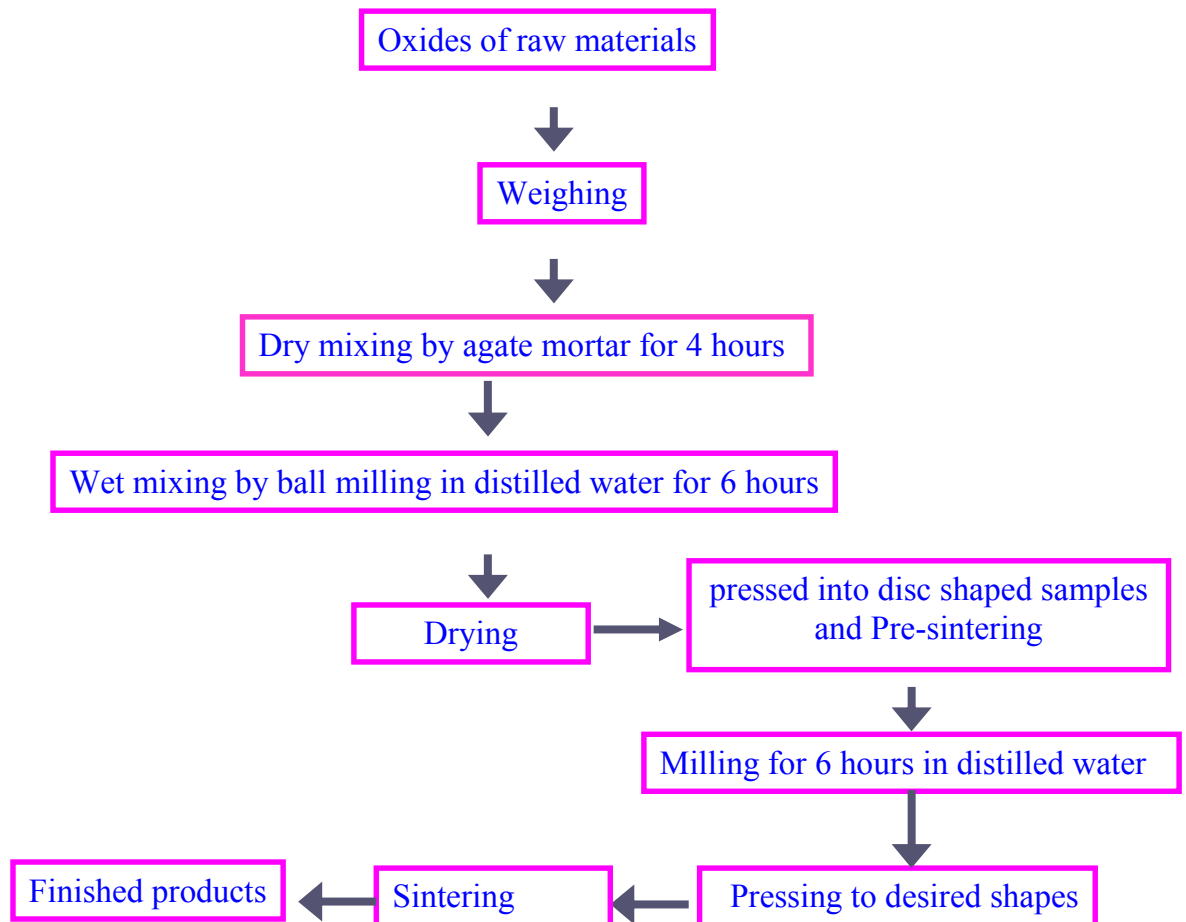 Oxides of raw materials
Weighing
Dry mixing by agate mortar for 4 hours
Wet mixing by ball milling in distilled water for 6 hours
Drying
pressed into disc shaped samples
and Pre-sintering
Milling for 6 hours in distilled water
Pressing to desired shapes
Sintering
Finished products